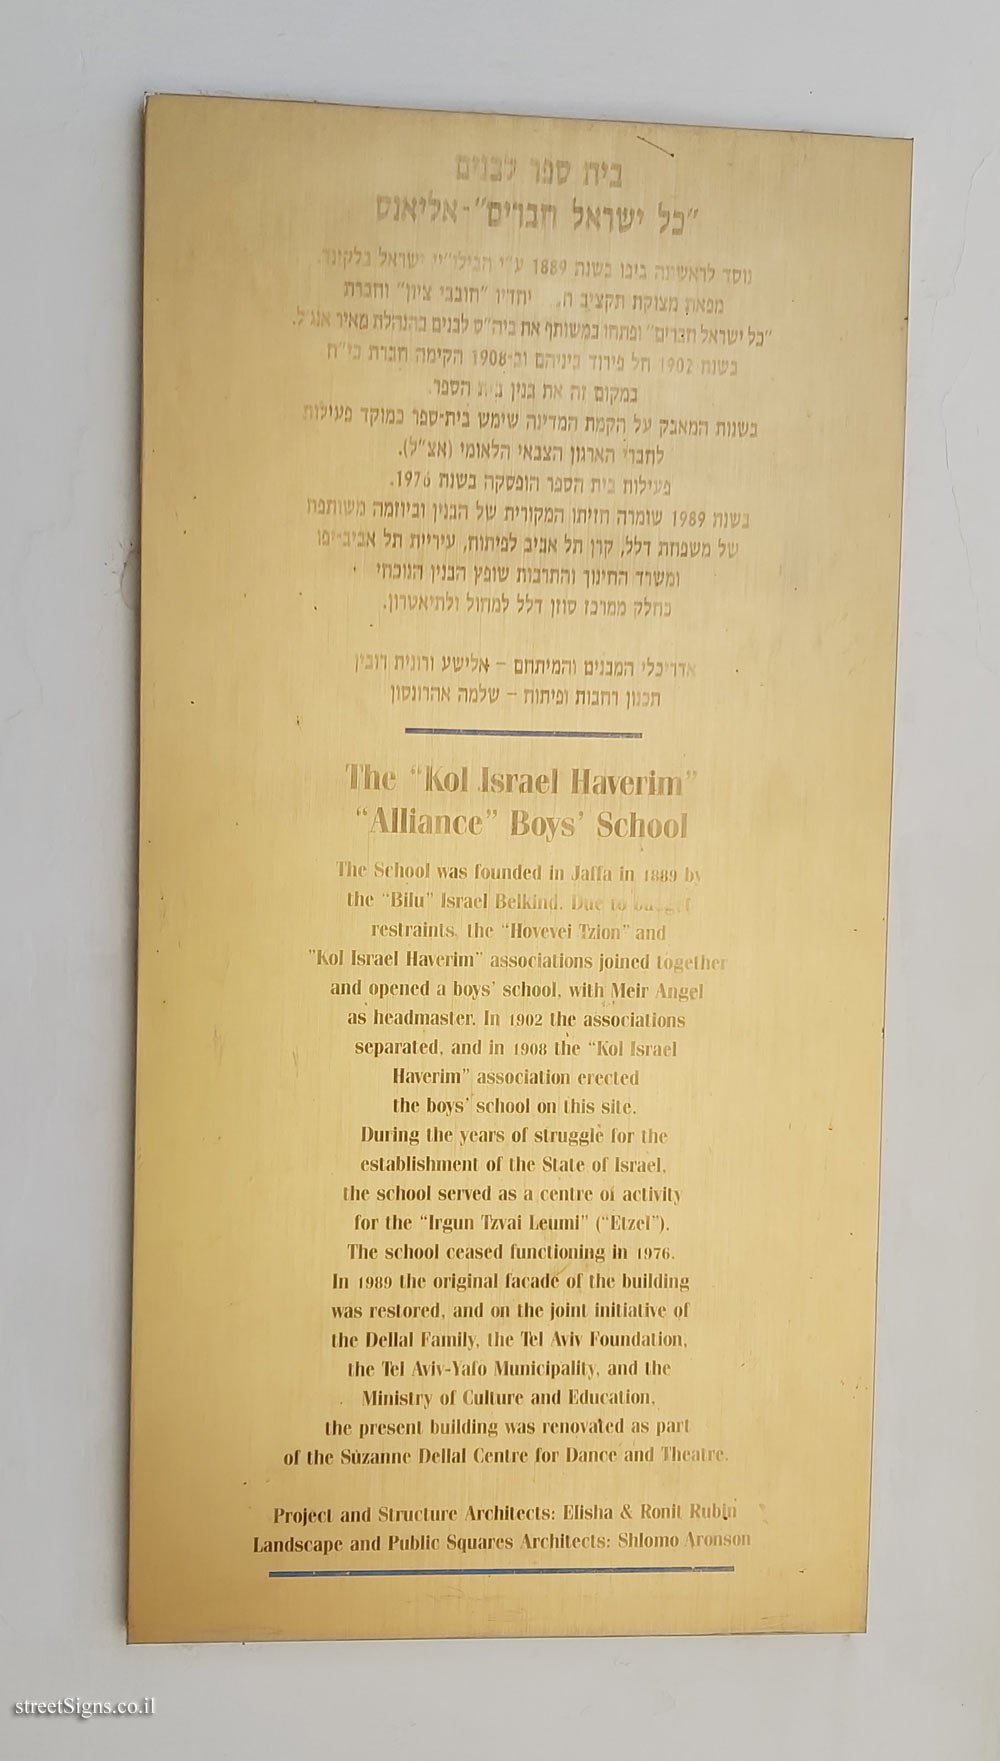 בית ספר לבנים
"כל ישראל חברים"-אליאנס
נוסד לראשונה ביפו בשנת 1889 ע"י הבילו"יי ישראל בלקינד.
מפאת מצוקת תקציב יחדיו "חובבי ציון" וחברת
"כל ישראל חברים" ופתחו במשותף את ביה"ס לבנים בהנהלת מאיר אנג'ל.
בשנת 1902 חל פירוד ביניהם וב-1908 הקימה חברת כי"ח
במקום זה את בנין בית הספר.
בשנות המאבק על הקמת המדינה שימש בית-ספר כמוקד פעילות
לחברי הארגון הצבאי הלאומי (אצ"ל).
פעילות בית הספר הופסקה בשנת 1976.
בשנת 1989 שומרה חזיתו המקורית של הבנין וביוזמה משותפת
של משפחת דלל, קרן תל אביב לפיתוח, עיריית תל אביב-יפו
ומשרד החינוך והתרבות שופץ הבנין הנוכחי
כחלק ממרכז סוזן דלל למחול ולתיאטרון.
אדריכלי המבנים והמיתחם – אלישע ורונית רובין
תכנון רחבות ופיתוח – שלמה אהרונסון
The "Kol Israel Haverim"
"Alliance" Boys' School
The School was founded in Jaffa in 1889 by
the "Bilu" Israel Belkind. Due to budget
restraints, the "Hovevei Tzion" and
"Kol Israel Haverim" associations joined together
and opened a boys' school, with Meir Angel
as headmaster. In 1902 the associations
separated, and in 1908 the "Kol Israel
Haverim" association erected
the boys' school on this site.
During the years of struggle for the
establishment of the State of Israel,
the school served as a centre of activity
for the "Irgun Tzvai Leumi" ("Etzel").
The school ceased functioning in 1976.
In 1989 the original facade of the building
was restored, and on the joint initiative of
the Dellal Family, the Tel Aviv Foundation,
the Tel Aviv-Yafo Municipality, and the
Ministry of Culture and Education,
the present building was renovated as part
of the Suzanne Dellal Centre for Dance and Theatre.
Project and Structure Architects: Elisha & Ronit Rubin
Landscape and Public Squares Architects: Shlomo Aronson
streetSigns.co.il